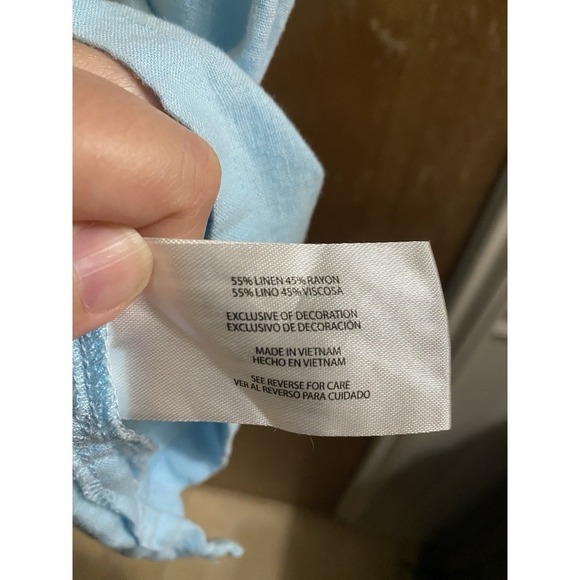 55% LINEN 45% RAYON
55% LINO 45% VISCOSA
EXCLUSIVE OF DECORATION
EXCLUSIVO DE DECORACIÓN
MADE IN VIETNAM
HECHO EN VIETNAM
SEE REVERSE FOR CARE
VER AL REVERSO PARA CUIDADO